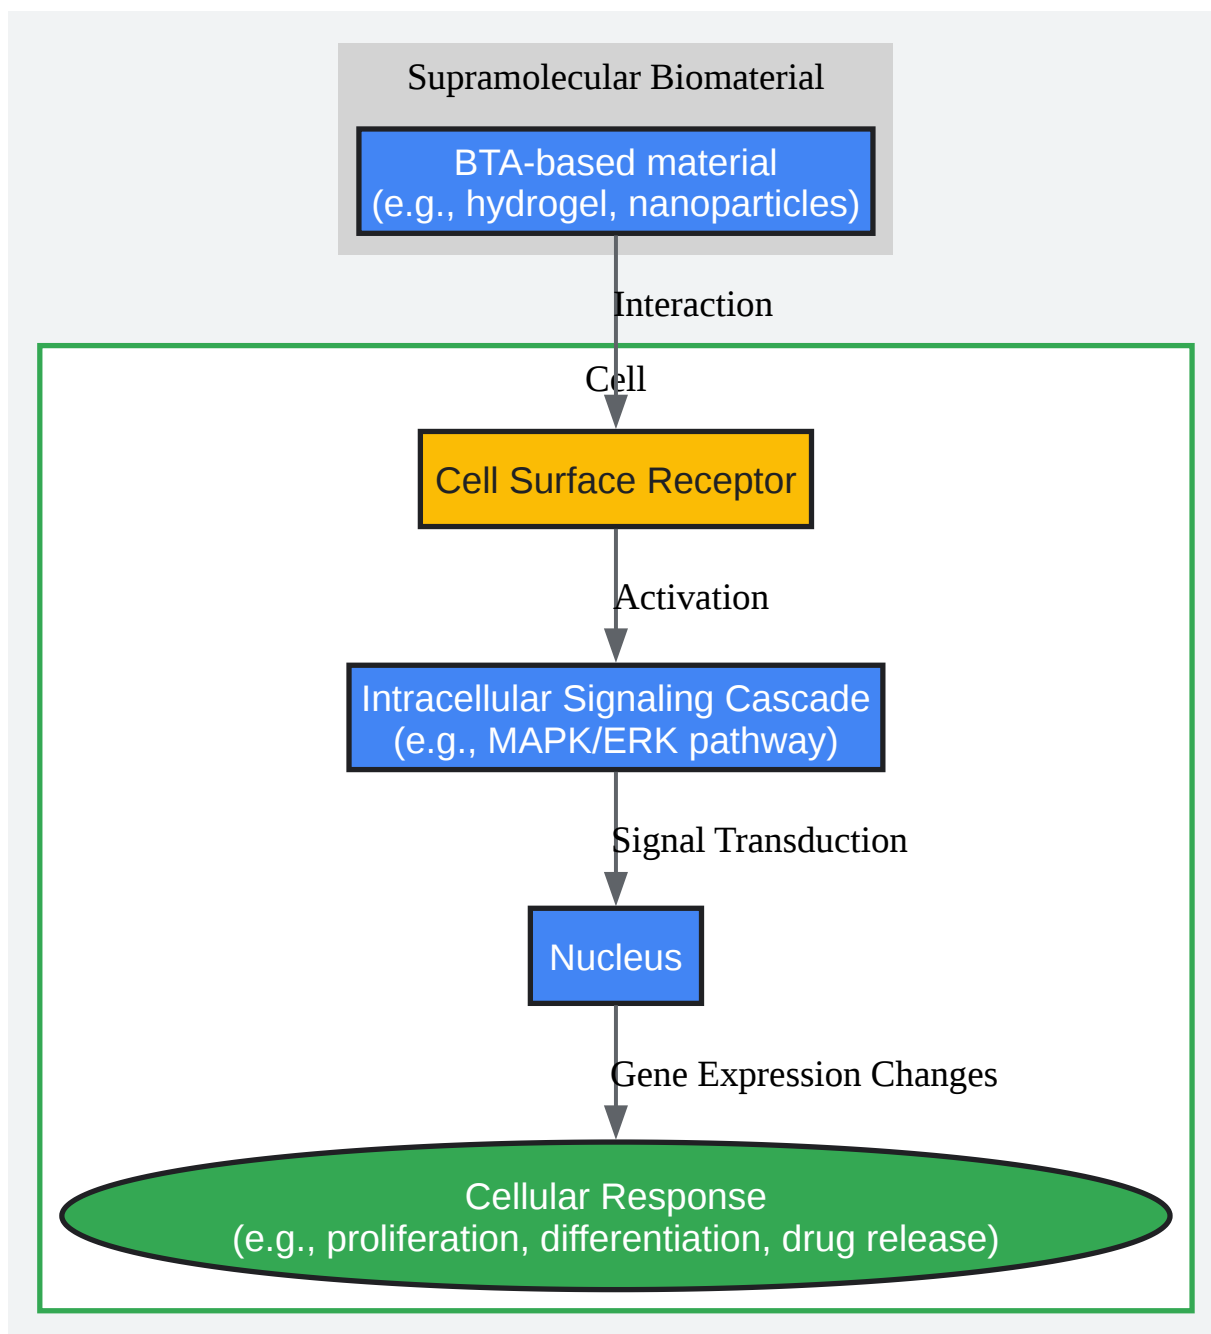 Supramolecular Biomaterial
BTA-based material
(e.g., hydrogel, nanoparticles)
Interaction
Cell
Cell Surface Receptor
Activation
Intracellular Signaling Cascade
(e.g., MAPK/ERK pathway)
Signal Transduction
Nucleus
Gene Expression Changes
Cellular Response
(e.g., proliferation, differentiation, drug release)